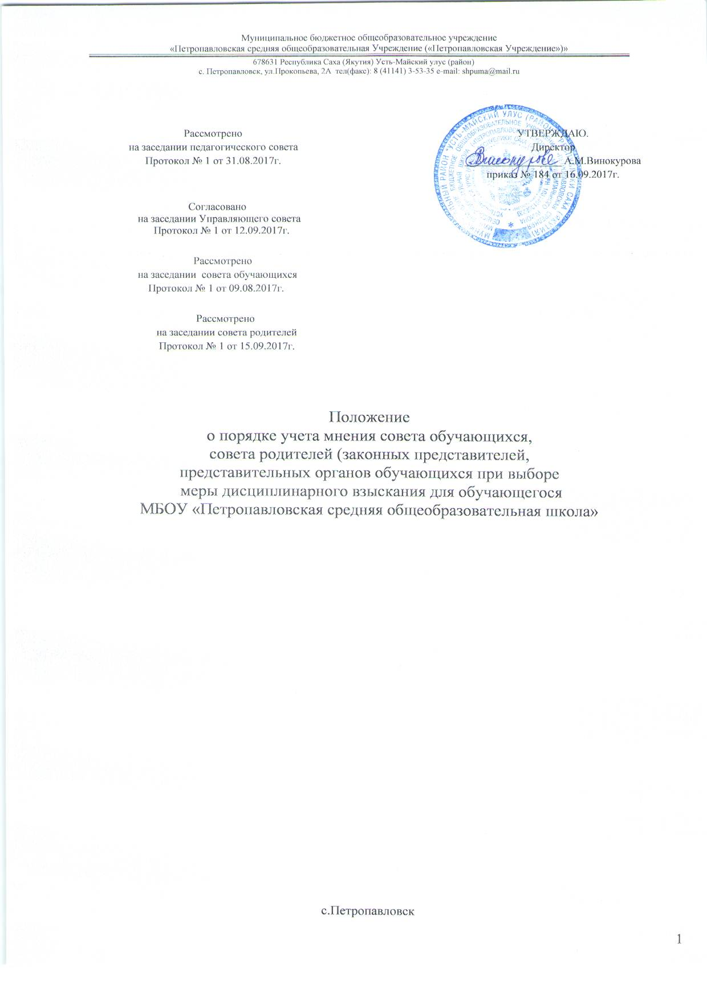 Муниципальное бюджетное общеобразовательное учреждение
«Петропавловская средняя общеобразовательная Учреждение («Петропавловская Учреждение»)»
678631 Республика Саха (Якутия) Усть-Майский улус (район)
с. Петропавловск, ул.Прокопьева, 2А тел(факс): 8 (41141) 3-53-35 e-mail: shpuma@mail.ru
Рассмотрено
на заседании педагогического совета
Протокол № 1 от 31.08.2017г.
УТВЕРЖДАЮ.
Директор
Винокурова А.М.Винокурова
приказ № 184 от 16.09.2017г.
Согласовано
на заседании Управляющего совета
Протокол № 1 от 12.09.2017г.
Рассмотрено
на заседании совета обучающихся
Протокол № 1 от 09.08.2017г.
Рассмотрено
на заседании совета родителей
Протокол № 1 от 15.09.2017г.
Положение
о порядке учета мнения совета обучающихся,
совета родителей (законных представителей,
представительных органов обучающихся при выборе
меры дисциплинарного взыскания для обучающегося
МБОУ «Петропавловская средняя общеобразовательная школа»
с.Петропавловск
1